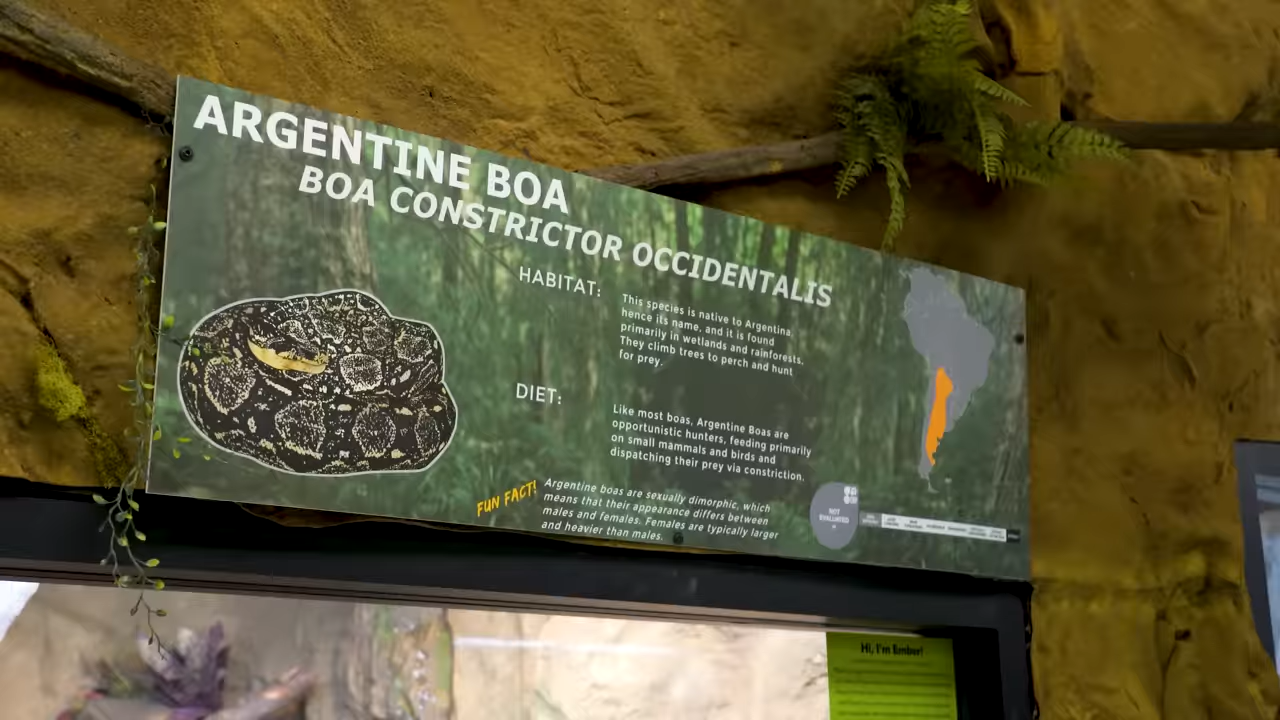 ARGENTINE BOA
BOA CONSTRICTOR OCCIDENTALIS
HABITAT:
This species is native to Argentina,
hence its name, and it is found
primarily in wetlands and rainforests.
They climb trees to perch and hunt
for prey.
DIET:
Like most boas, Argentine Boas are
opportunistic hunters, feeding primarily
on small mammals and birds and
dispatching their prey via constriction.
FUN FACT!
Argentine boas are sexually dimorphic, which
means that their appearance differs between
males and females. Females are typically larger
and heavier than males.
NOT
EVALUATED
Hi, I'm Ember!